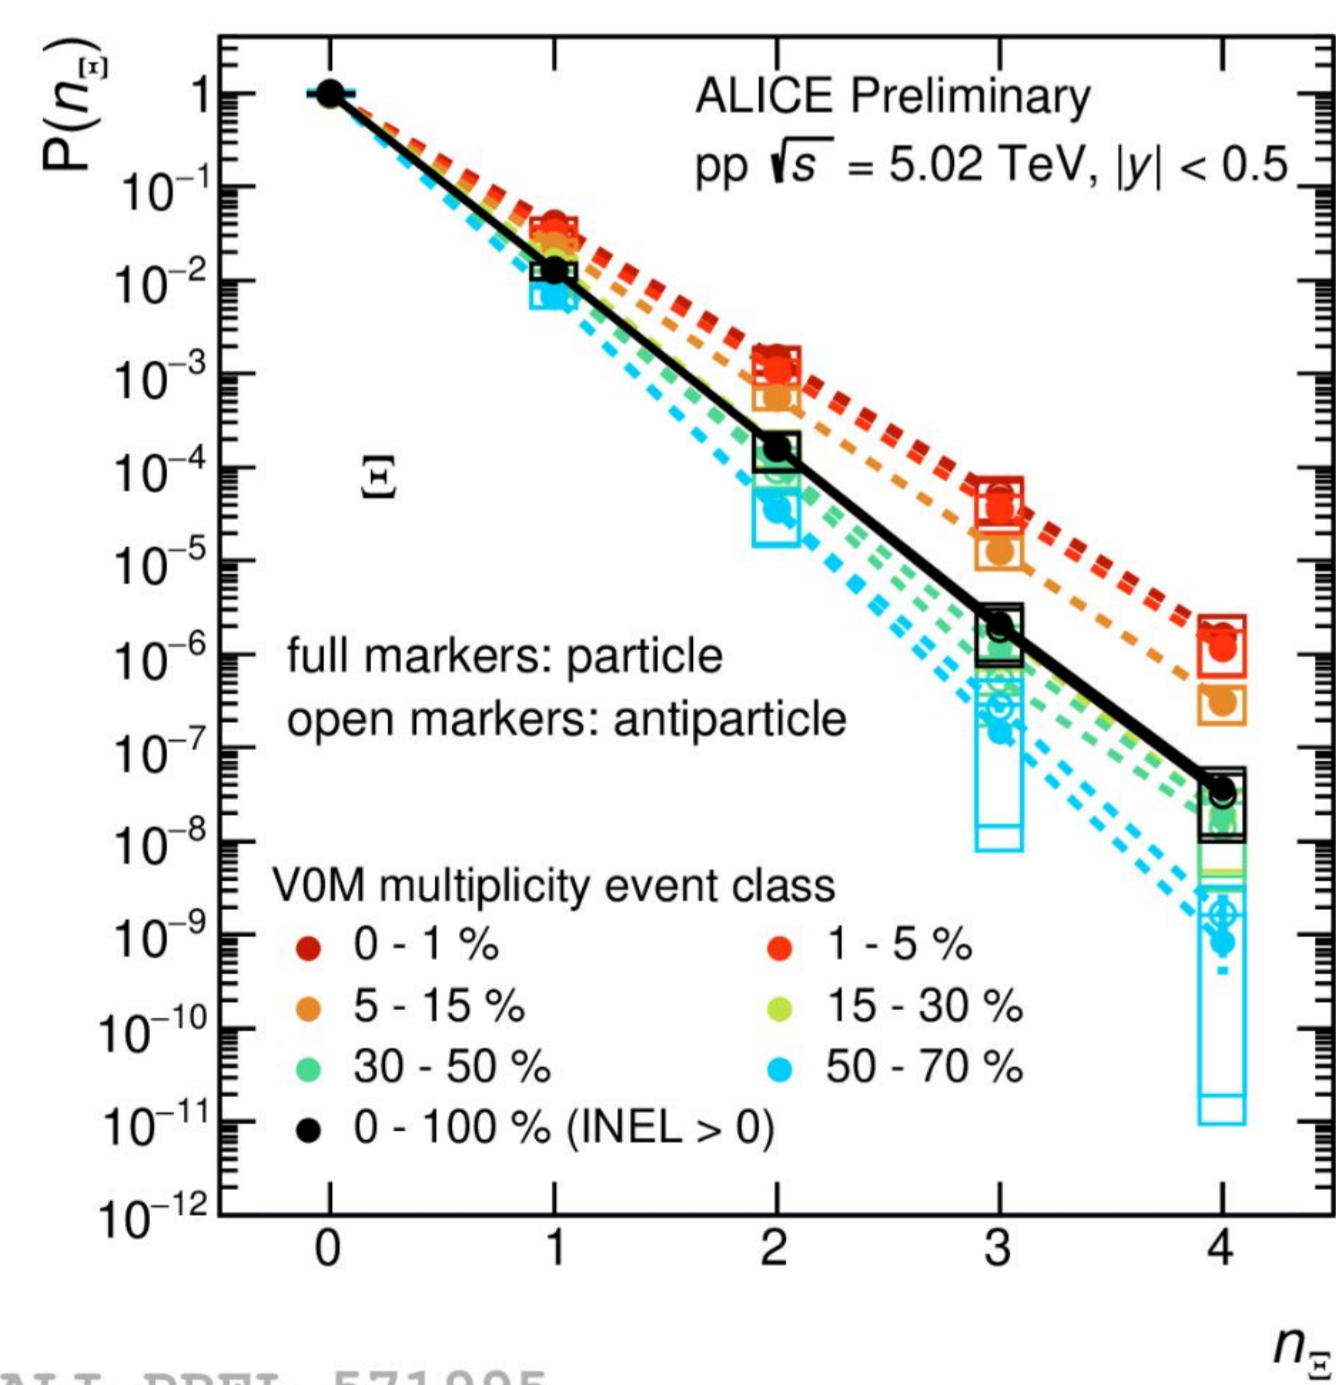 P(nΞ)
ALICE Preliminary
pp √s = 5.02 TeV, |y| < 0.5
1
10⁻¹
10⁻²
10⁻³
10⁻⁴
10⁻⁵
10⁻⁶
10⁻⁷
10⁻⁸
10⁻⁹
10⁻¹⁰
10⁻¹¹
10⁻¹²
Ξ
full markers: particle
open markers: antiparticle
V0M multiplicity event class
0 - 1 %
1 - 5 %
5 - 15 %
15 - 30 %
30 - 50 %
50 - 70 %
0 - 100 % (INEL > 0)
0 1 2 3 4
nΞ